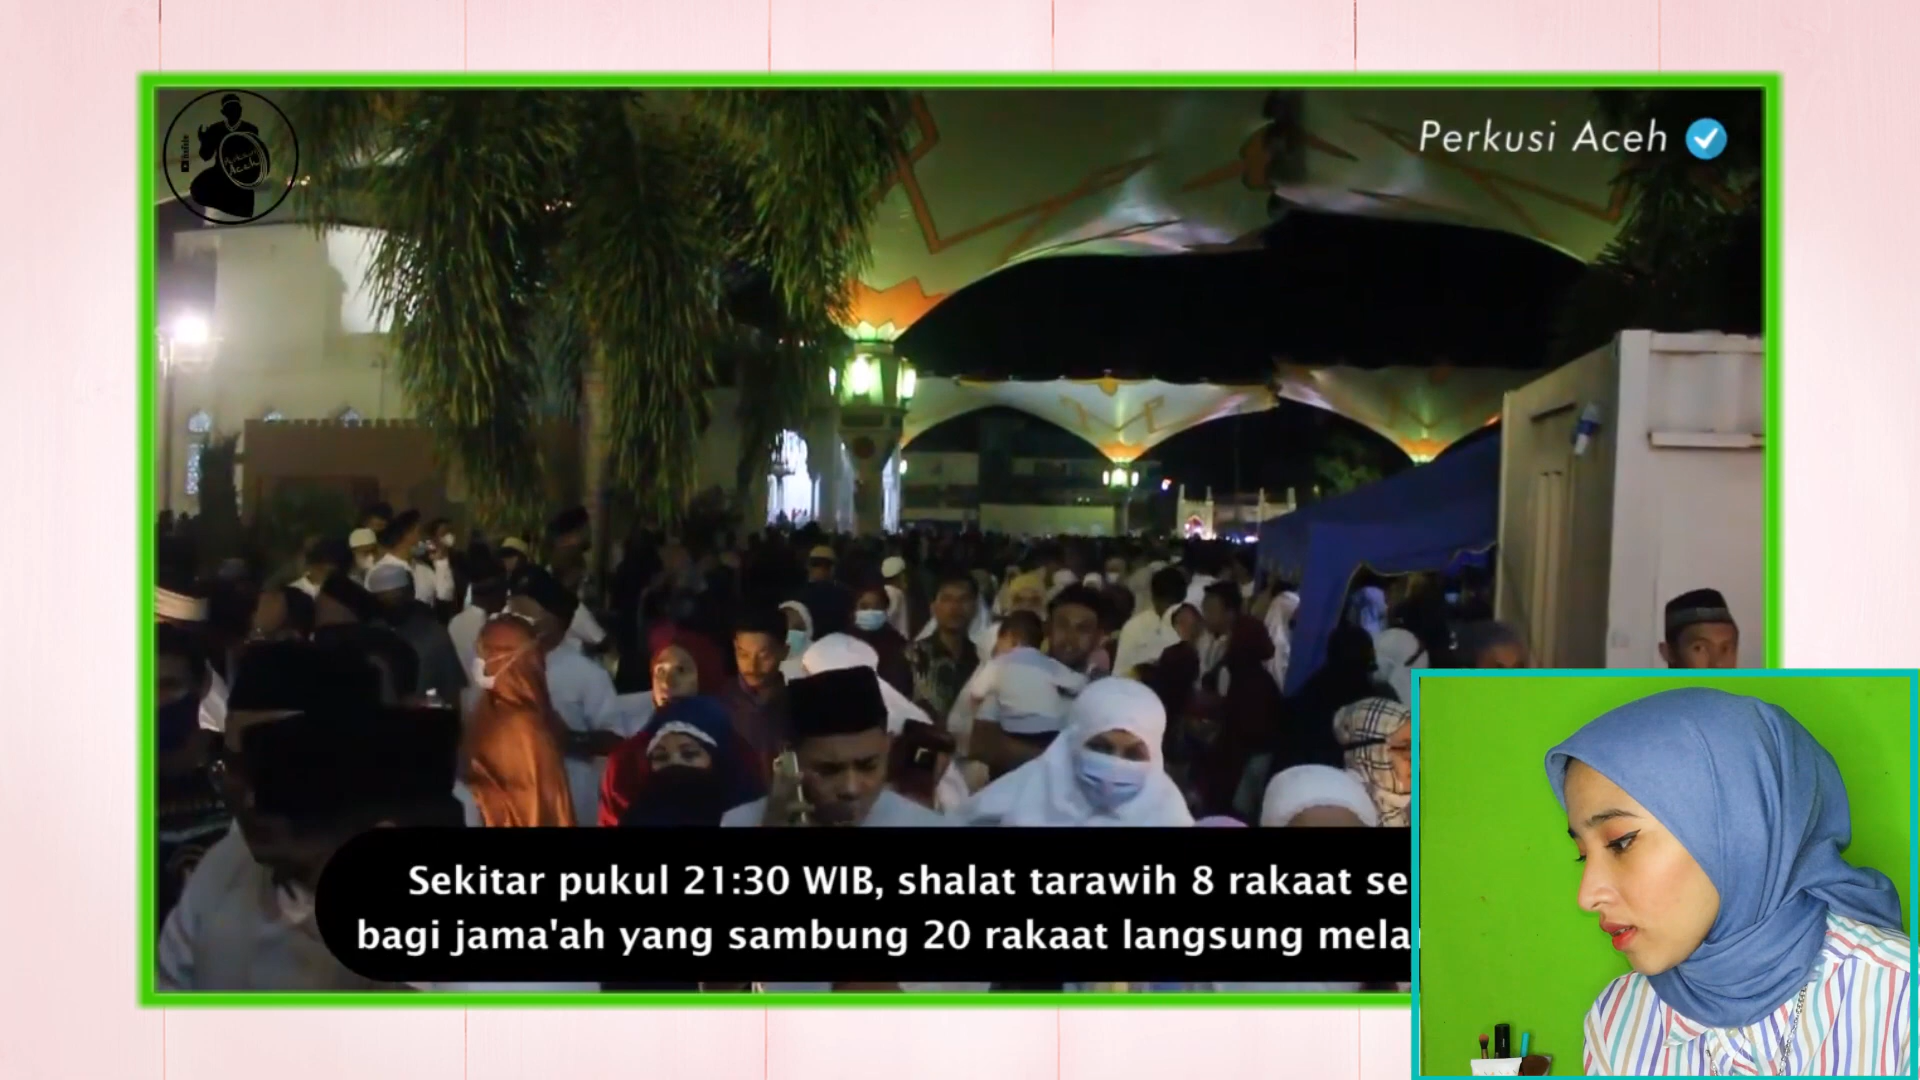 Perkusi Aceh
Sekitar pukul 21:30 WIB, shalat tarawih 8 rakaat se
bagi jama'ah yang sambung 20 rakaat langsung mela